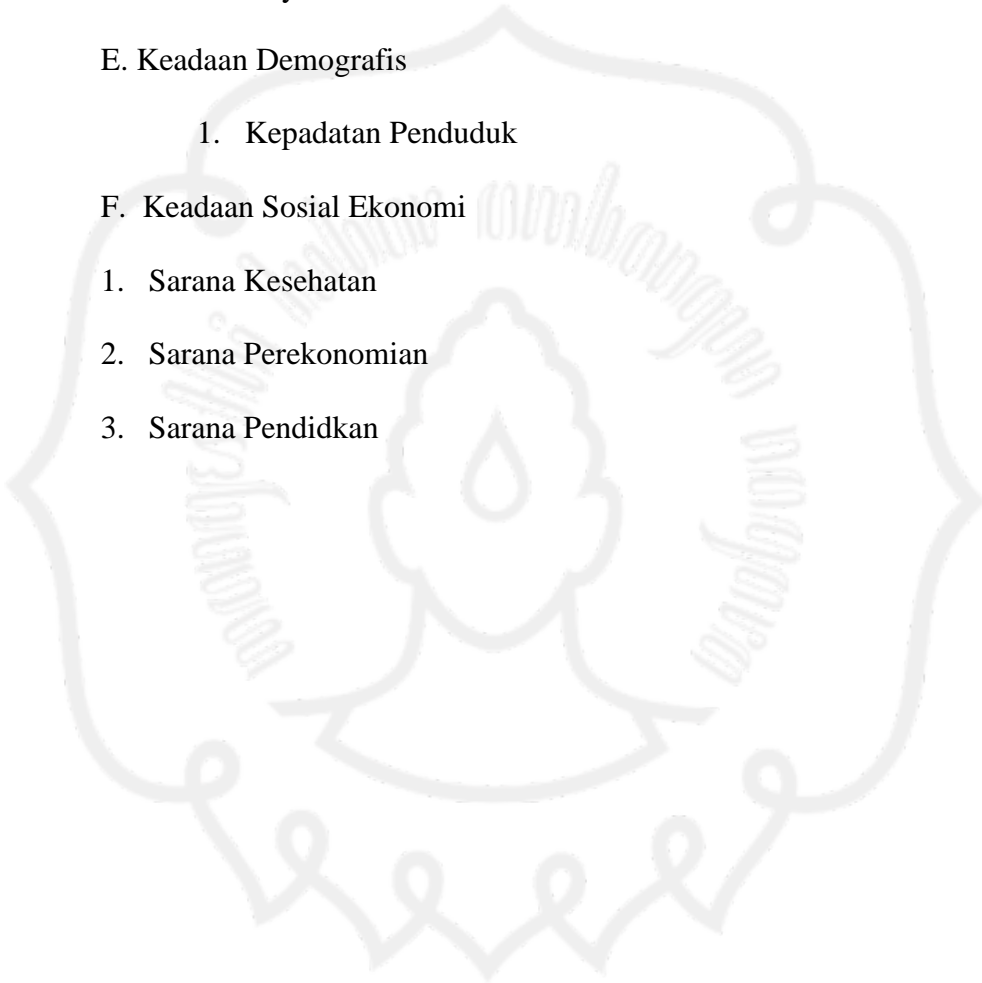 E. Keadaan Demografis
1. Kepadatan Penduduk
F. Keadaan Sosial Ekonomi
1. Sarana Kesehatan
2. Sarana Perekonomian
3. Sarana Pendidkan